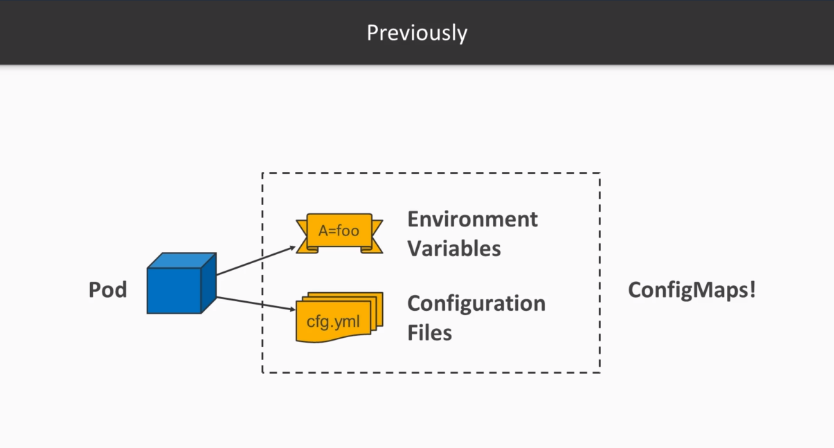 Previously
A=foo
Environment
Variables
Pod
ConfigMaps!
cfg.yml
Configuration
Files